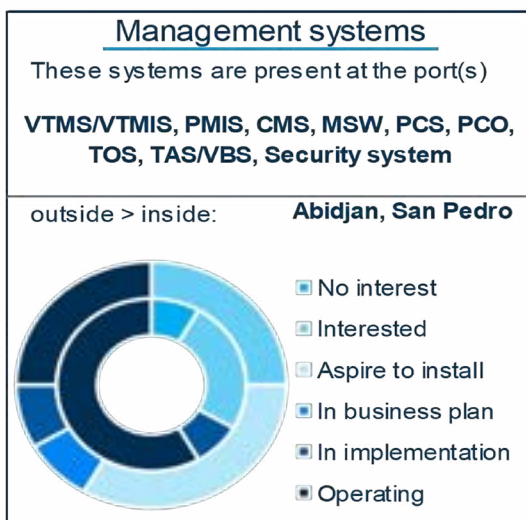 Management systems
These systems are present at the port(s)
VTMS/VTMIS, PMIS, CMS, MSW, PCS, PCO,
TOS, TAS/VBS, Security system
outside > inside: Abidjan, San Pedro
No interest
Interested
Aspire to install
In business plan
In implementation
Operating